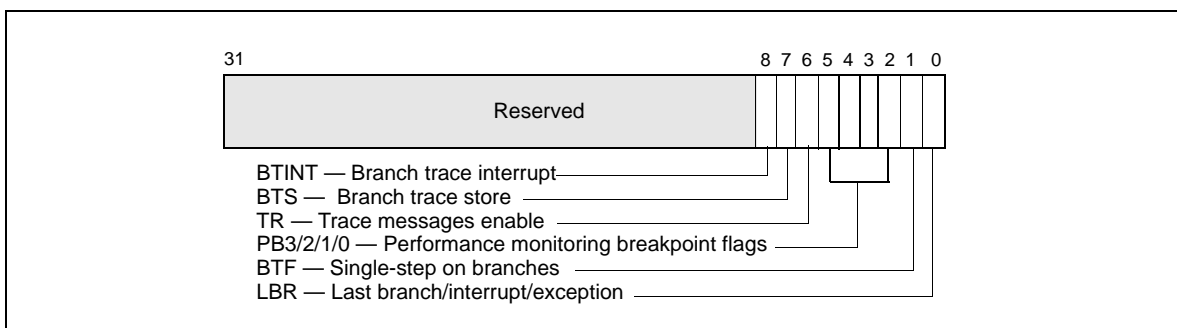 31 8 7 6 5 4 3 2 1 0
Reserved
BTINT — Branch trace interrupt
BTS — Branch trace store
TR — Trace messages enable
PB3/2/1/0 — Performance monitoring breakpoint flags
BTF — Single-step on branches
LBR — Last branch/interrupt/exception